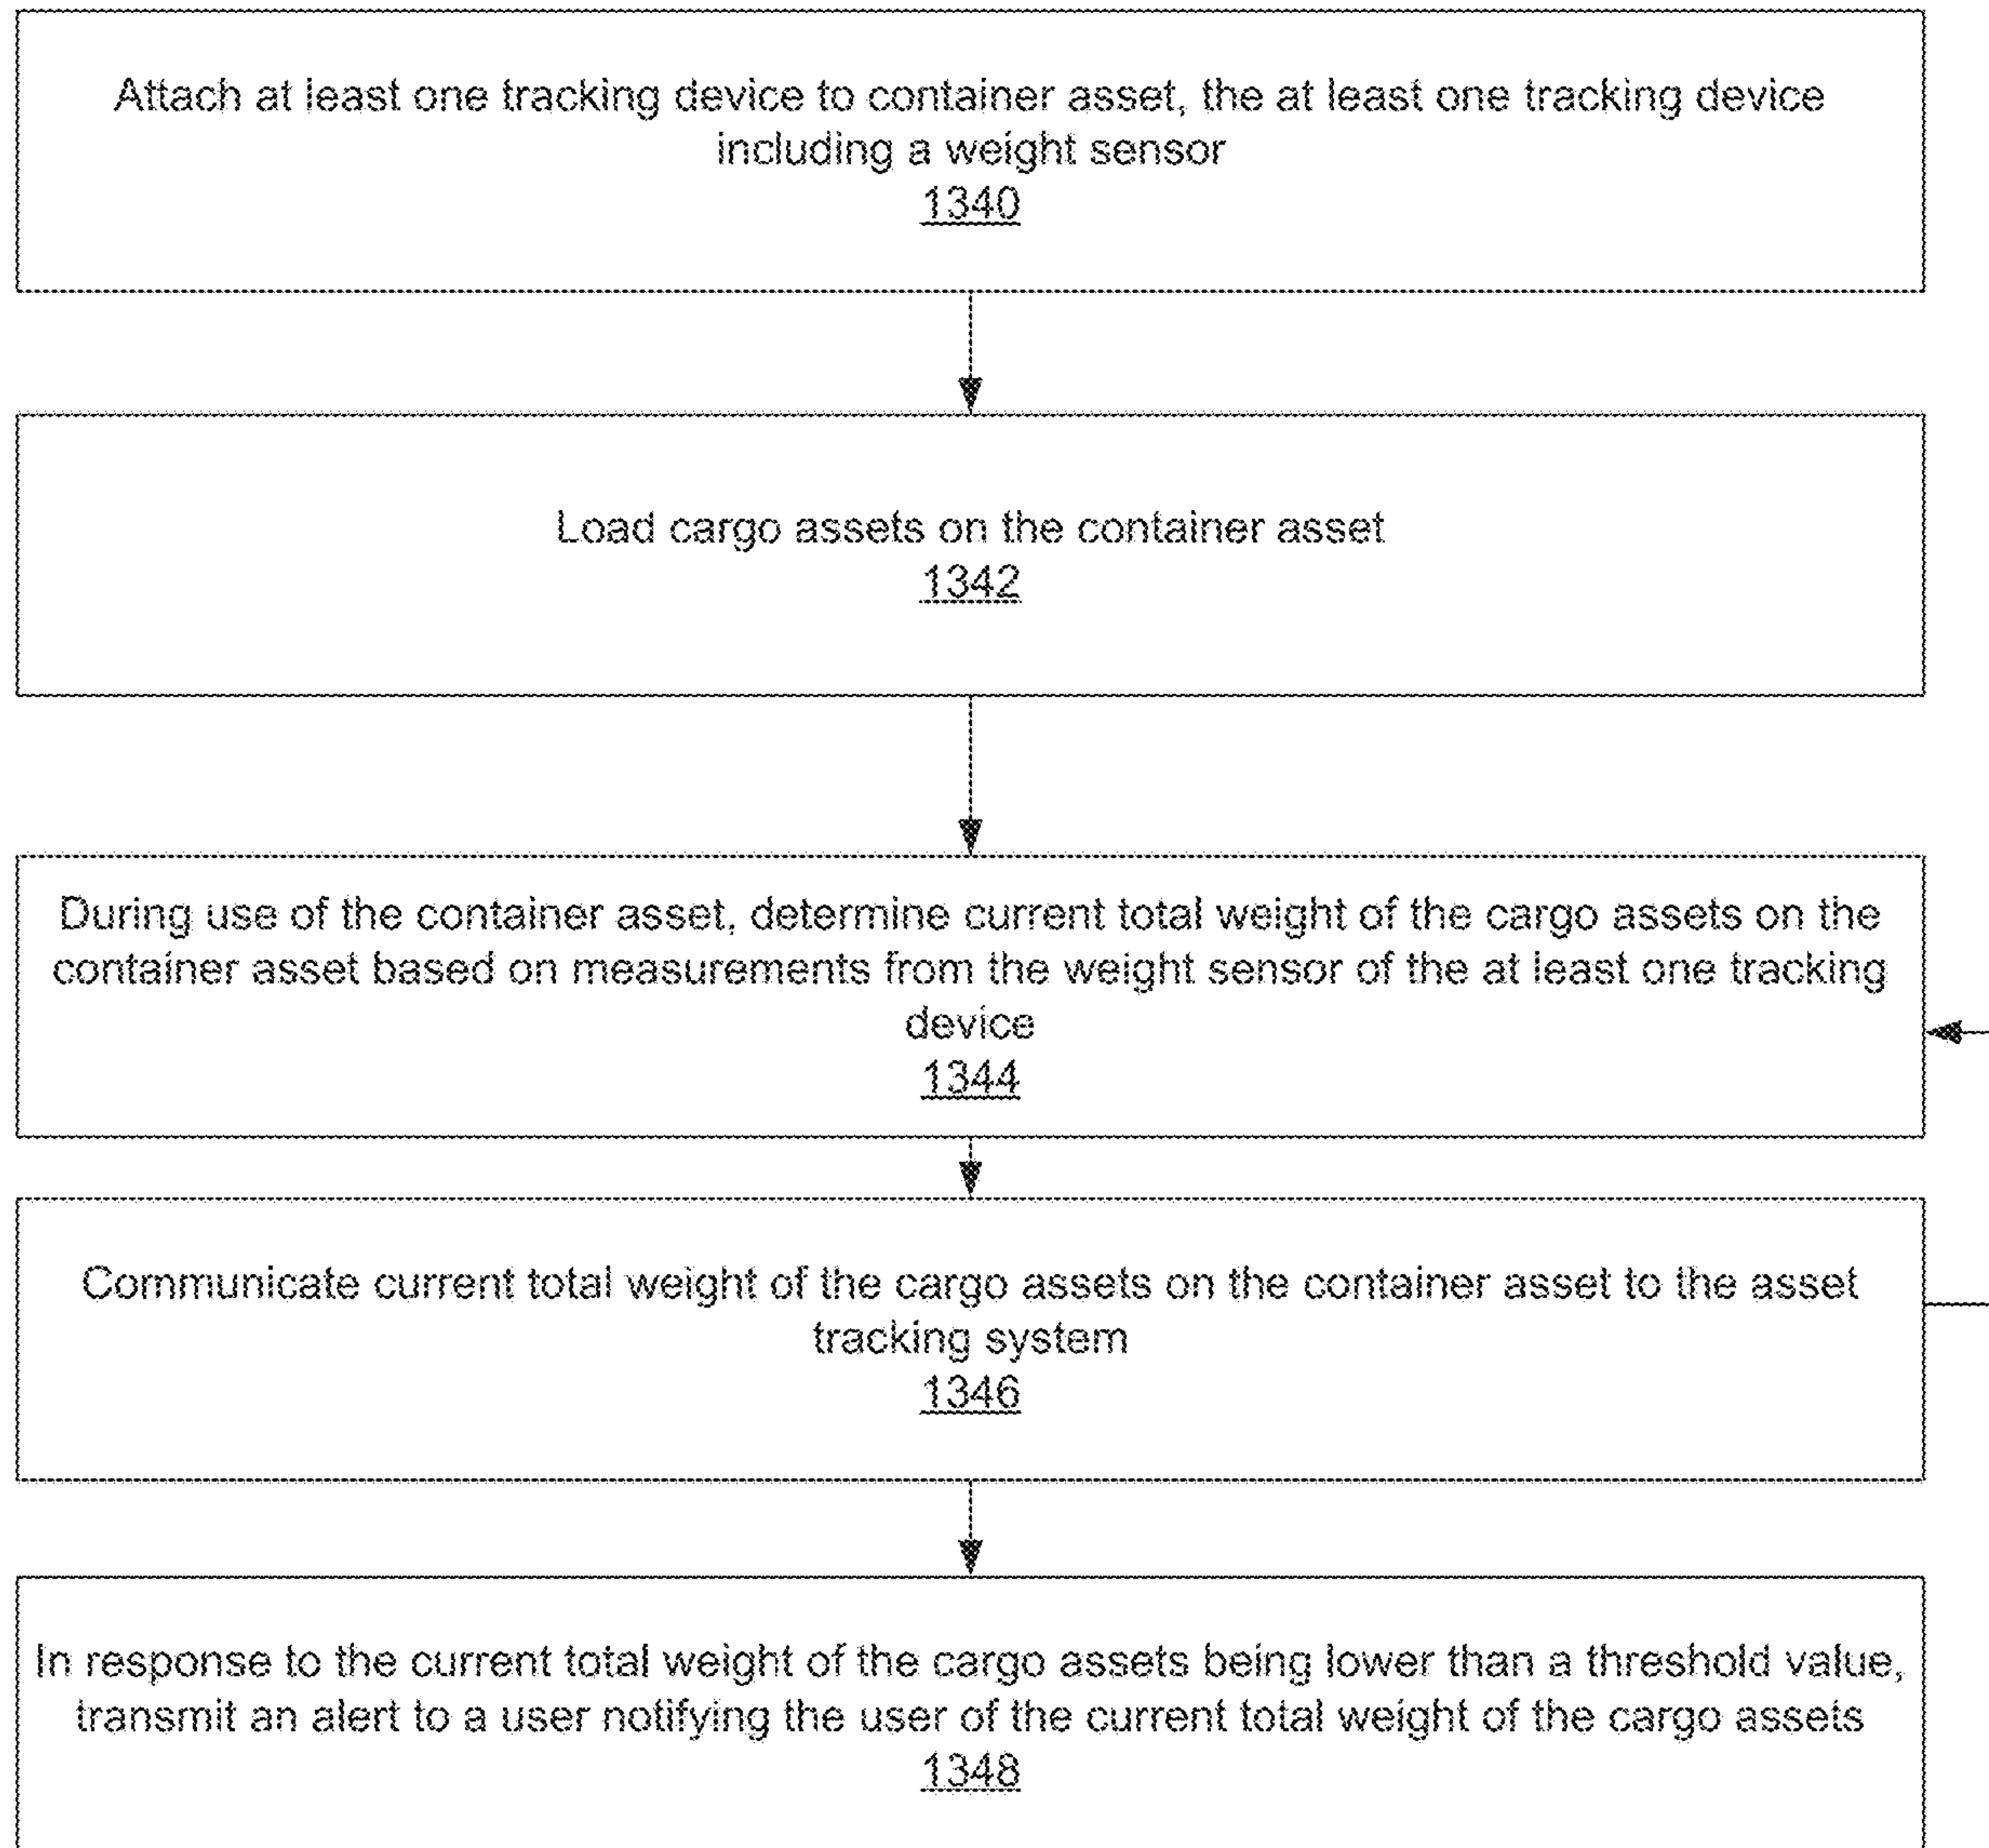 Attach at least one tracking device to container asset, the at least one tracking device
including a weight sensor
1340
Load cargo assets on the container asset
1342
During use of the container asset, determine current total weight of the cargo assets on the
container asset based on measurements from the weight sensor of the at least one tracking
device
1344
Communicate current total weight of the cargo assets on the container asset to the asset
tracking system
1346
In response to the current total weight of the cargo assets being lower than a threshold value,
transmit an alert to a user notifying the user of the current total weight of the cargo assets
1348